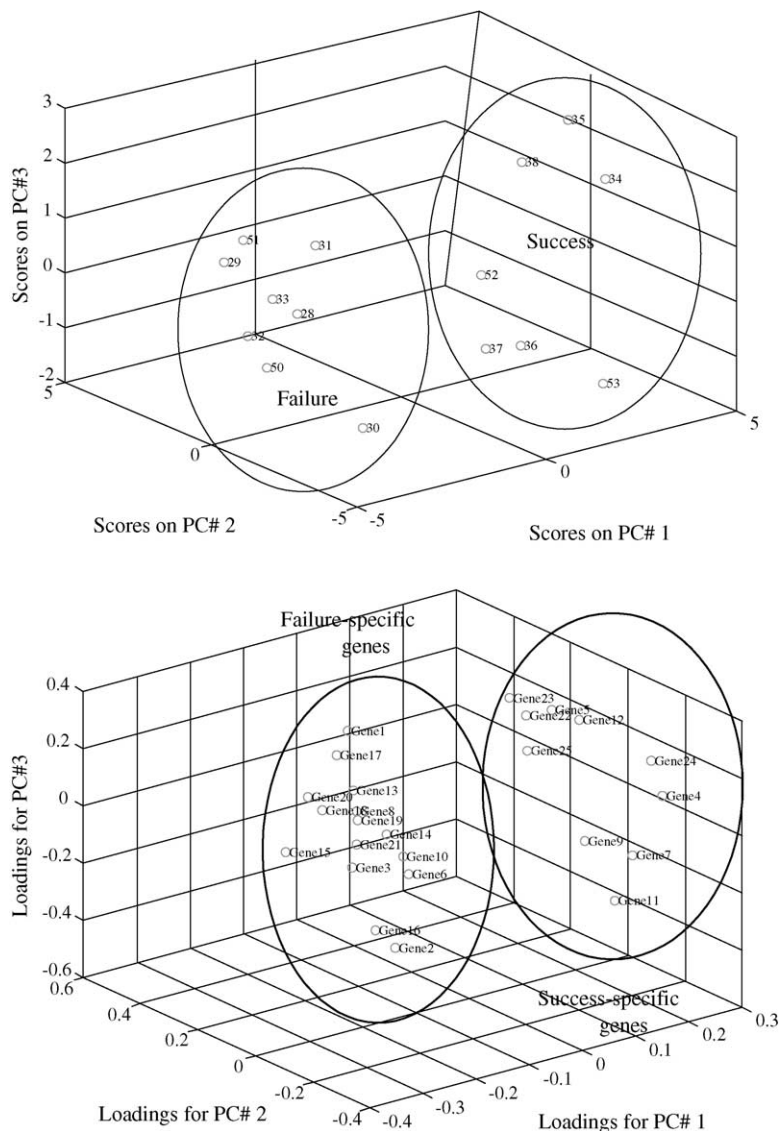 3
2
1
0
-1
-2
5
Scores on PC#3
35
38
34
Success
51
31
29
52
33
28
32
37
36
50
53
Failure
30
0
-5
-5
0
5
Scores on PC# 2
Scores on PC# 1
Failure-specific
genes
0.4
0.2
0
-0.2
-0.4
-0.6
Loadings for PC#3
Gene23
Gene5
Gene22
Gene12
Gene1
Gene17
Gene25
Gene24
Gene13
Gene20
Gene4
Gene8
Gene19
Gene14
Gene21
Gene9
Gene15
Gene10
Gene7
Gene3
Gene6
Gene11
Gene16
Gene2
Success-specific
genes
0.6
0.4
0.2
0
-0.2
-0.4
-0.4
-0.3
-0.2
-0.1
0
0.1
0.2
0.3
Loadings for PC# 2
Loadings for PC# 1